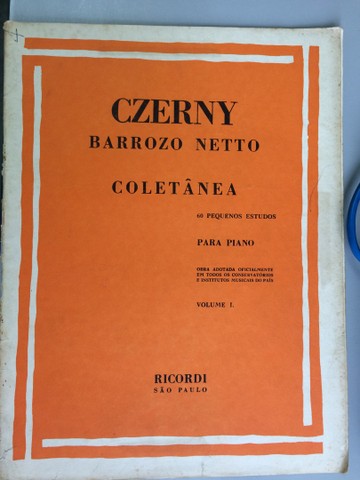 CZERNY
BARROZO NETTO
COLETÂNEA
60 PEQUENOS ESTUDOS
PARA PIANO
OBRA ADOTADA OFICIALMENTE
EM TODOS OS CONSERVATÓRIOS
E INSTITUTOS MUSICAIS DO PAÍS
VOLUME I.
RICORDI
SÃO PAULO